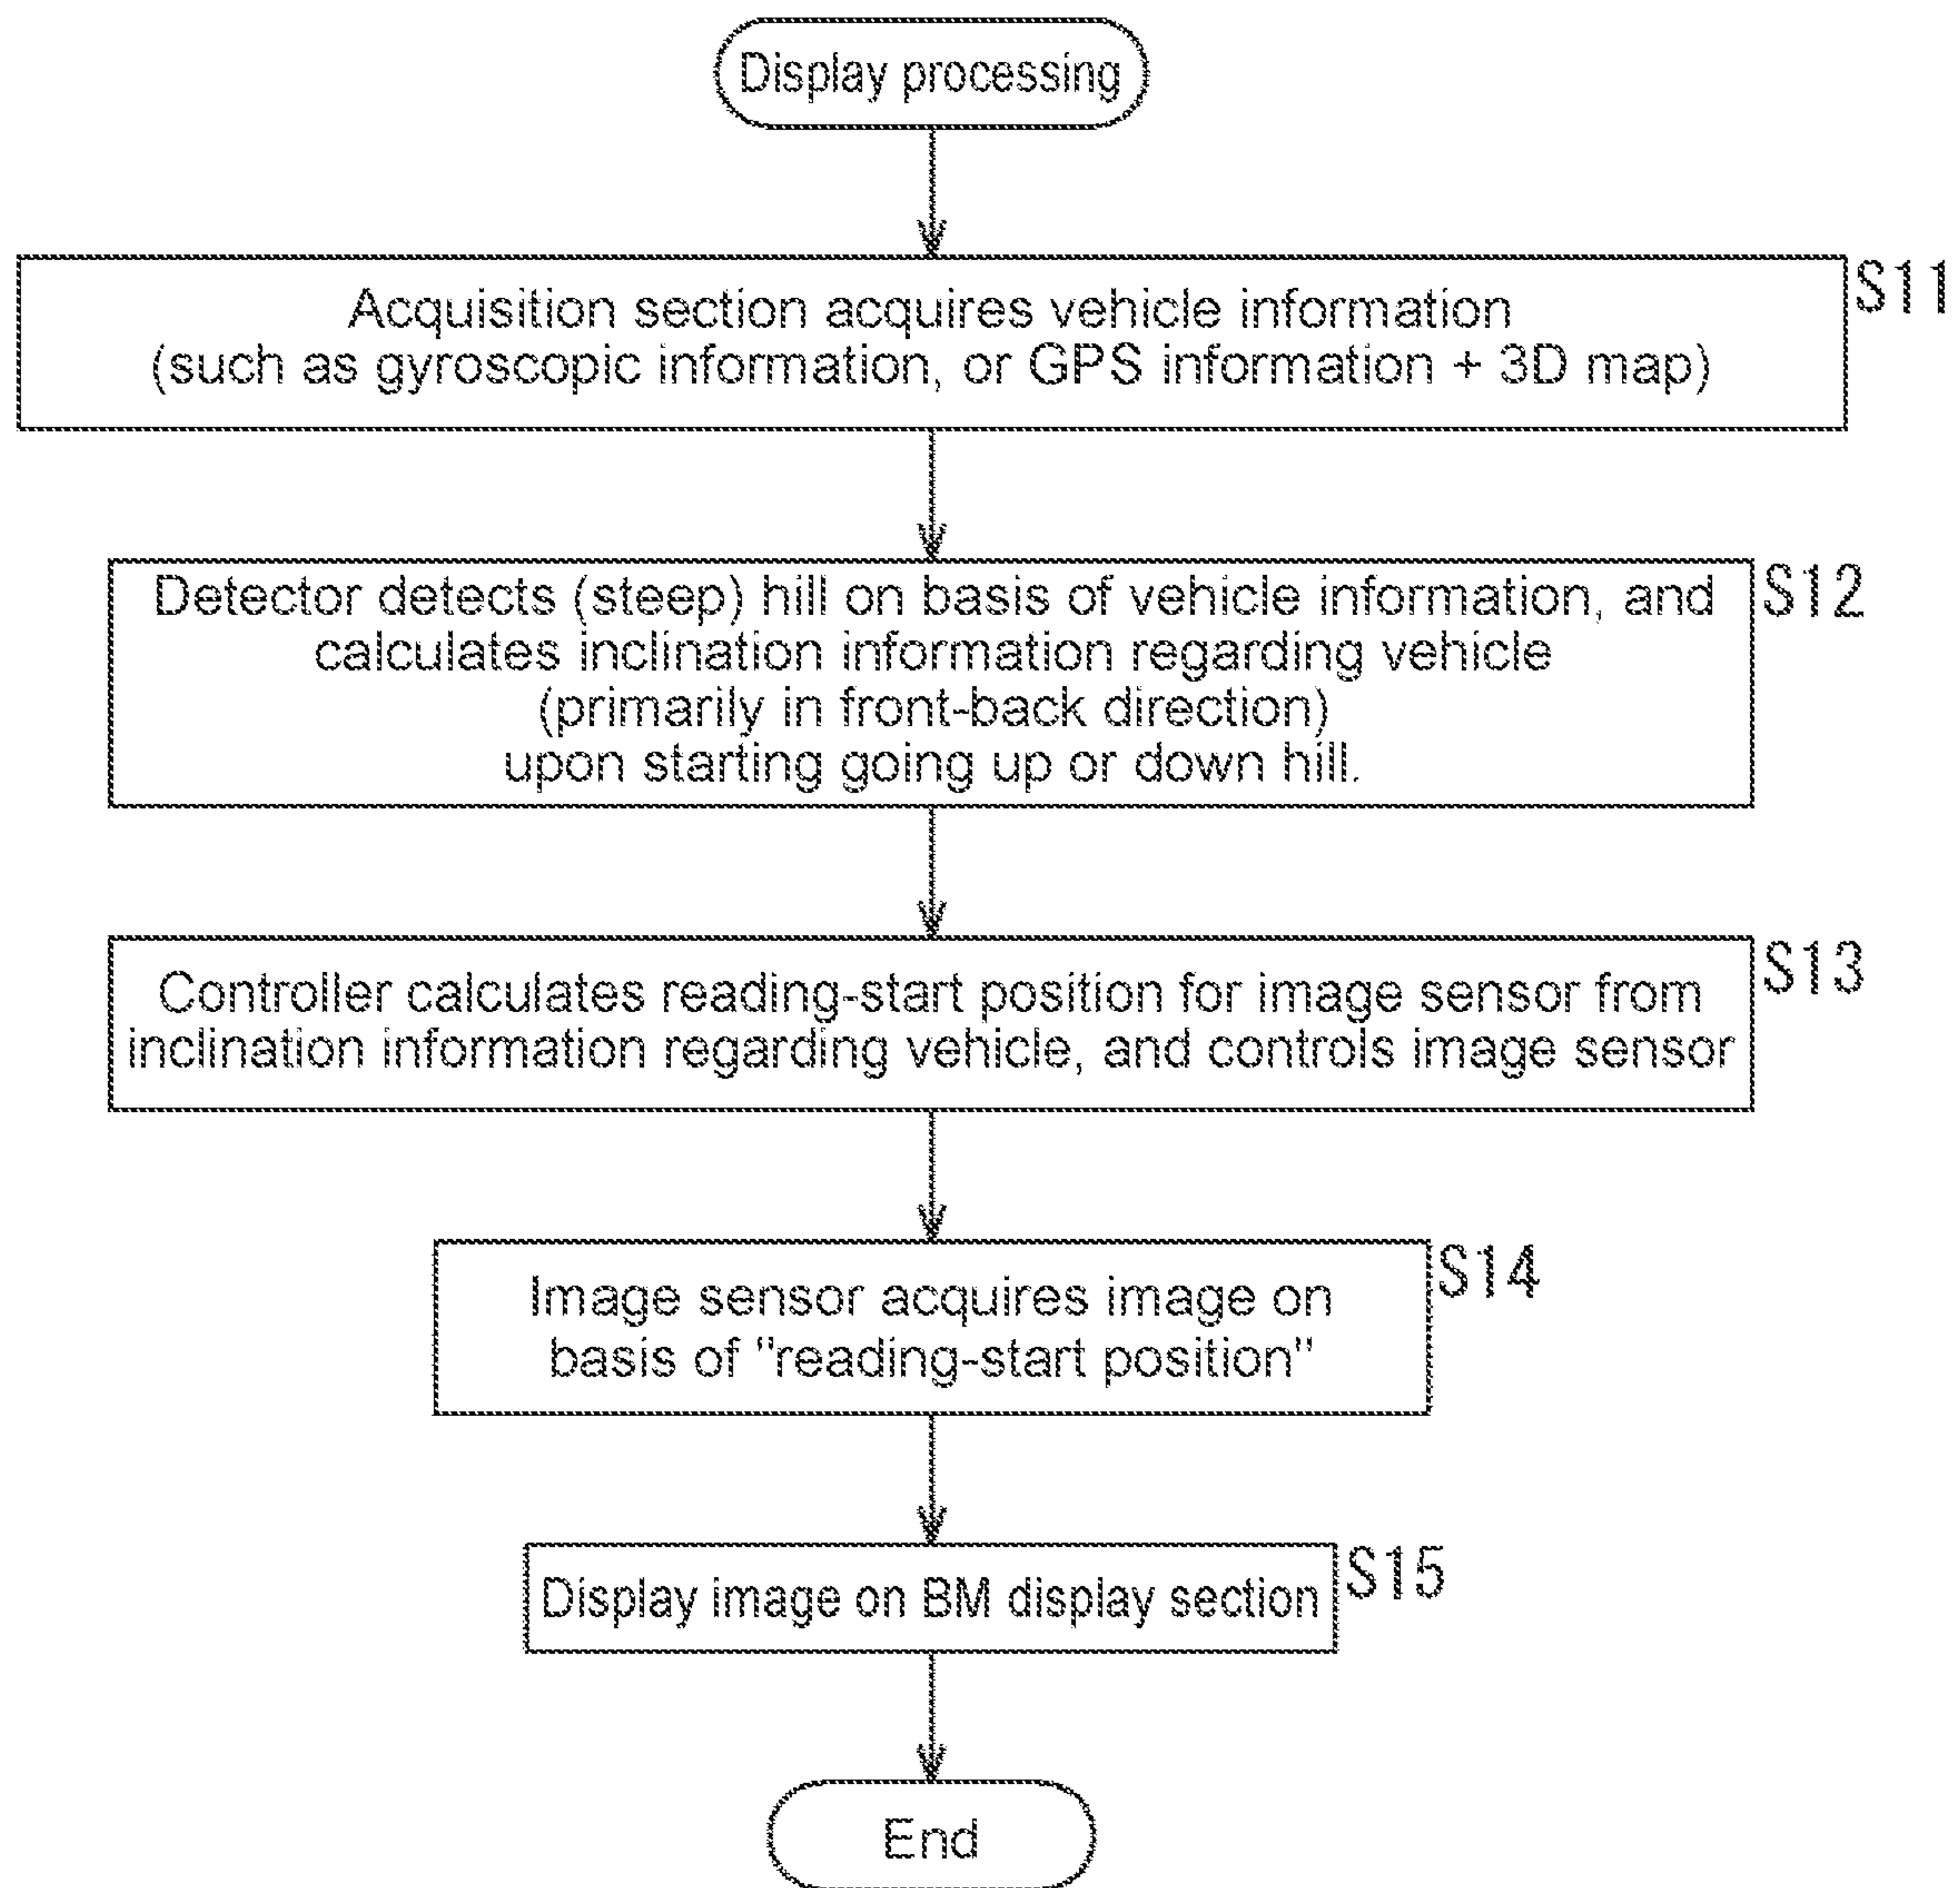 Display processing
S11
Acquisition section acquires vehicle information
(such as gyroscopic information, or GPS information + 3D map)
S12
Detector detects (steep) hill on basis of vehicle information, and
calculates inclination information regarding vehicle
(primarily in front-back direction)
upon starting going up or down hill.
S13
Controller calculates reading-start position for image sensor from
inclination information regarding vehicle, and controls image sensor
S14
Image sensor acquires image on
basis of "reading-start position"
S15
Display image on BM display section
End